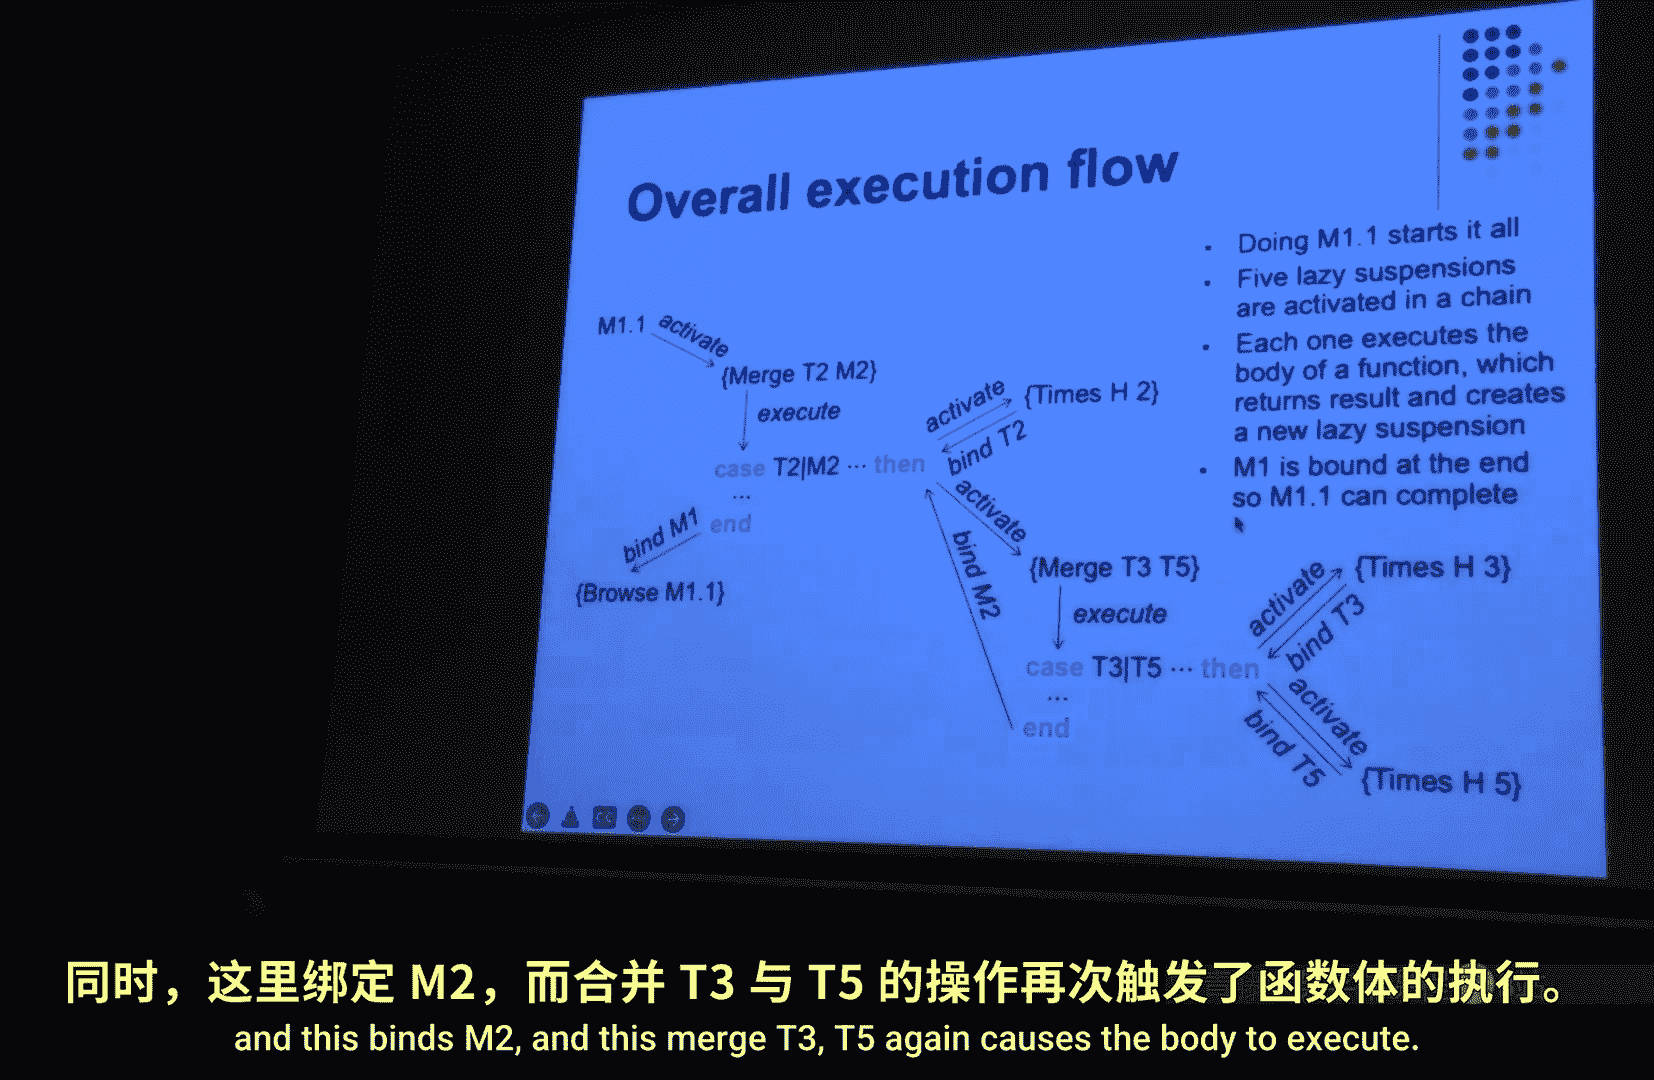 Overall execution flow
Doing M1.1 starts it all
Five lazy suspensions
are activated in a chain
Each one executes the
body of a function, which
returns result and creates
a new lazy suspension
M1 is bound at the end
so M1.1 can complete
M1.1
activate
{Merge T2 M2}
execute
case T2|M2 ... then
...
end
bind M1
{Browse M1.1}
activate
{Times H 2}
bind T2
activate
bind M2
{Merge T3 T5}
execute
case T3|T5 ... then
...
end
activate
{Times H 3}
bind T3
activate
bind T5
{Times H 5}
CC
同时，这里绑定 M2，而合并 T3 与 T5 的操作再次触发了函数体的执行。
and this binds M2, and this merge T3, T5 again causes the body to execute.